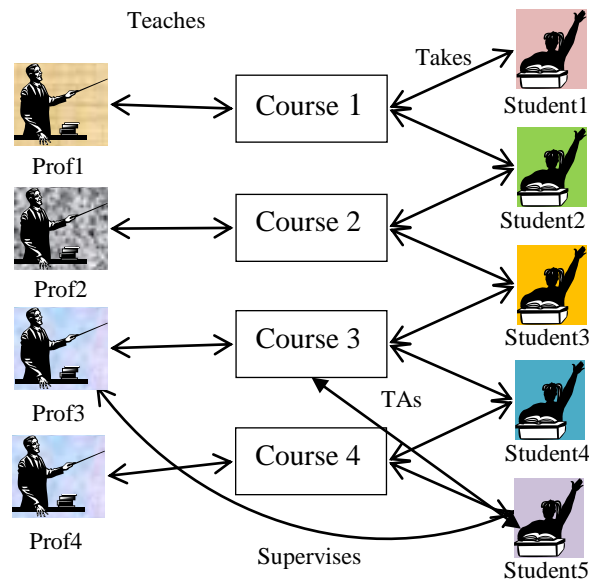 Teaches
Takes
Course 1
Student1
Prof1
Course 2
Student2
Prof2
Course 3
Student3
Prof3
TAs
Course 4
Student4
Prof4
Supervises
Student5